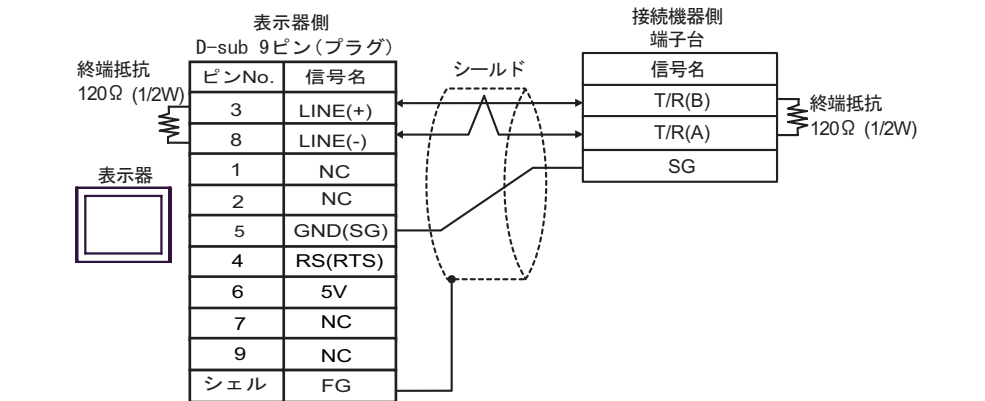 表示器側
D-sub 9ピン(プラグ)
接続機器側
端子台
終端抵抗
120Ω (1/2W)
ピンNo. 信号名
3 LINE(+)
8 LINE(-)
1 NC
2 NC
5 GND(SG)
4 RS(RTS)
6 5V
7 NC
9 NC
シェル FG
表示器
シールド
信号名
T/R(B)
T/R(A)
SG
終端抵抗
120Ω (1/2W)